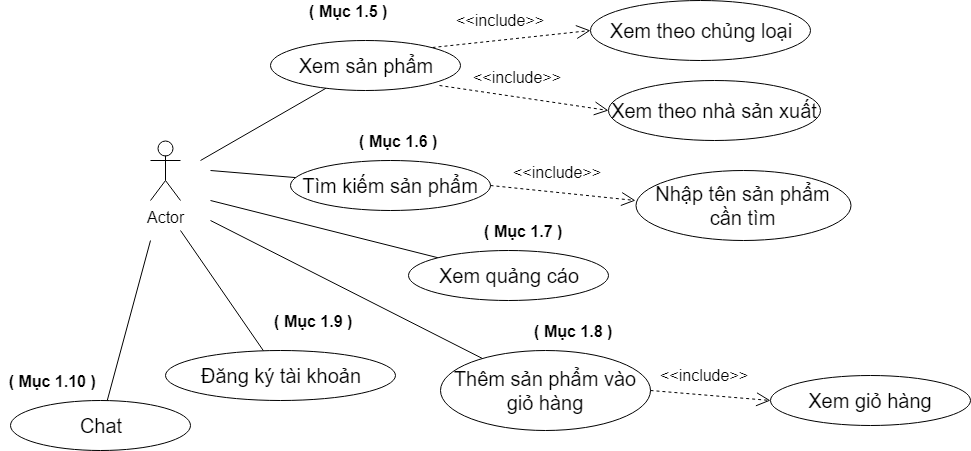 ( Mục 1.5 )
<<include>>
Xem theo chủng loại
Xem sản phẩm
<<include>>
Xem theo nhà sản xuất
( Mục 1.6 )
<<include>>
Tìm kiếm sản phẩm
Nhập tên sản phẩm
cần tìm
Actor
( Mục 1.7 )
Xem quảng cáo
( Mục 1.9 )
( Mục 1.8 )
Đăng ký tài khoản
Thêm sản phẩm vào
giỏ hàng
<<include>>
Xem giỏ hàng
( Mục 1.10 )
Chat